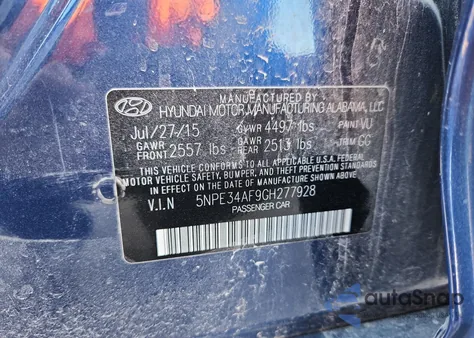 MANUFACTURED BY
HYUNDAI MOTOR MANUFACTURING ALABAMA, LLC
Jul/27/15 GVWR 4497 lbs PAINT VU
GAWR FRONT 2557 lbs GAWR REAR 2513 lbs TRIM GG
THIS VEHICLE CONFORMS TO ALL APPLICABLE U.S.A FEDERAL
MOTOR VEHICLE SAFETY, BUMPER, AND THEFT PREVENTION
STANDARDS IN EFFECT ON THE DATE OF MANUFACTURE SHOWN ABOVE.
V.I.N 5NPE34AF9GH277928
PASSENGER CAR
autoSnap